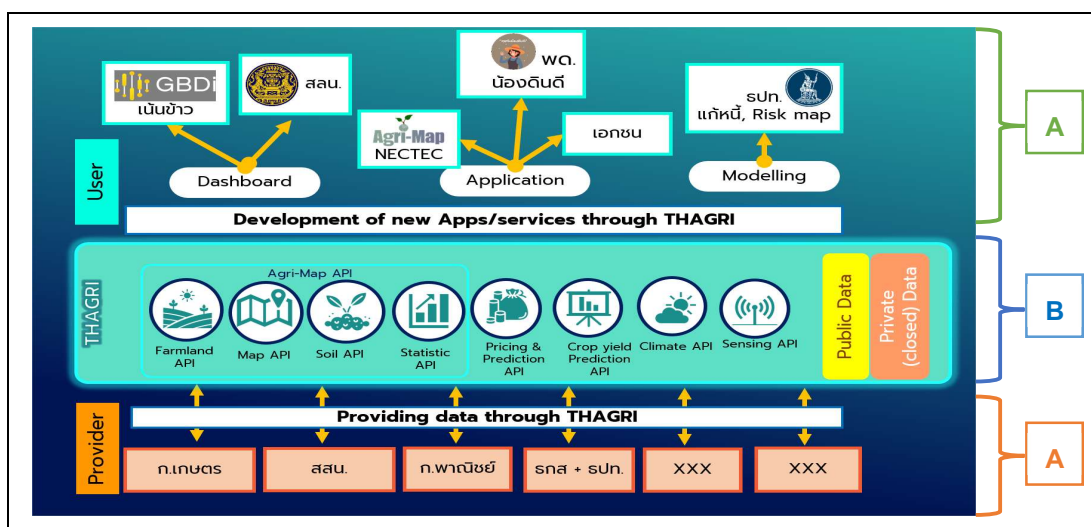 GBDi
เน้นข้าว
สลน.
พด.
น้องดินดี
ธปท.
แก้หนี้, Risk map
Agri-Map
NECTEC
เอกชน
Dashboard
Application
Modelling
User
Development of new Apps/services through THAGRI
A
THAGRI
Agri-Map API
Farmland
API
Map API
Soil API
Statistic
API
Pricing &
Prediction
API
Crop yield
Prediction
API
Climate API
Sensing API
Public Data
Private
(closed) Data
B
Provider
Providing data through THAGRI
ก.เกษตร
สสน.
ก.พาณิชย์
ธกส + ธปท.
XXX
XXX
A